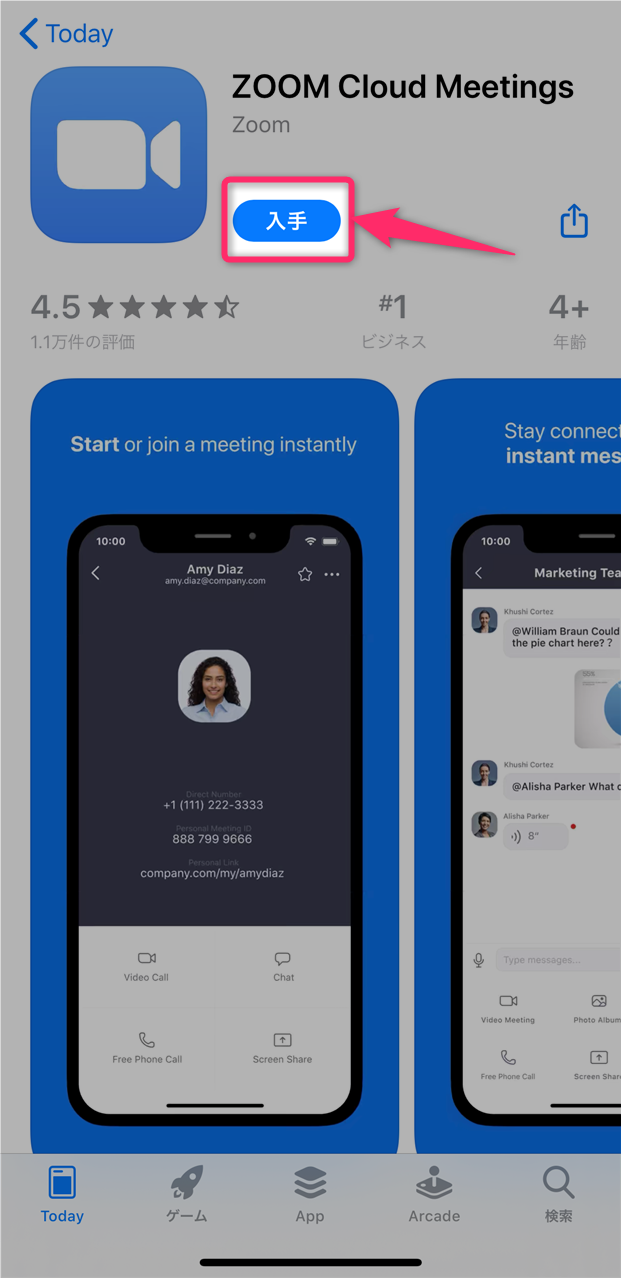 Today
ZOOM Cloud Meetings
Zoom
入手
4.5
#1
4+
1.1万件の評価
ビジネス
年齢
Start or join a meeting instantly
10:00
Amy Diaz
amy.diaz@company.com
Direct Number
+1 (111) 222-3333
Personal Meeting ID
888 799 9666
Personal Link
company.com/my/amydiaz
Video Call
Chat
Free Phone Call
Screen Share
Stay connect
instant mes
10:00
Marketing Tea
Khushi Cortez
@William Braun Could
the pie chart here? ?
Khushi Cortez
@Alisha Parker What
Alisha Parker
8"
Type messages...
Video Meeting
Photo Album
Free Phone Call
Screen Shar
Today
ゲーム
App
Arcade
検索